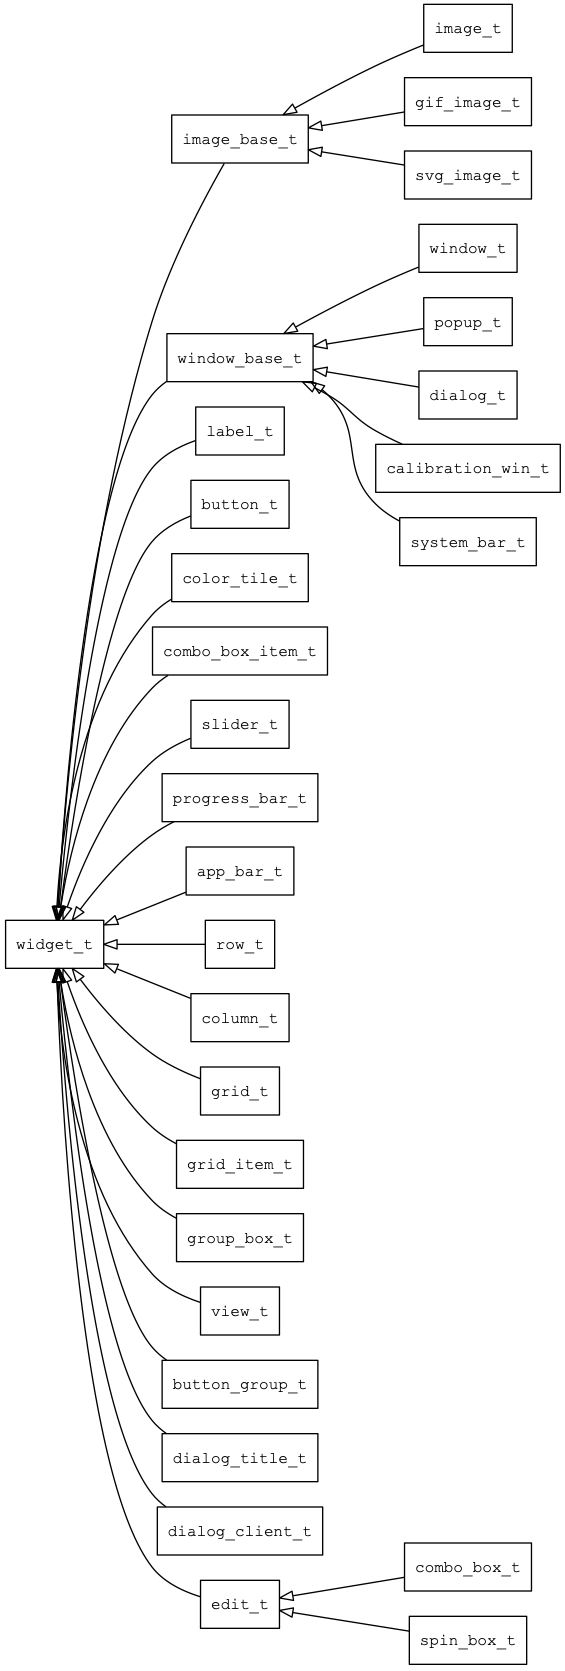 image_t
gif_image_t
image_base_t
svg_image_t
window_t
popup_t
window_base_t
dialog_t
label_t
calibration_win_t
button_t
system_bar_t
color_tile_t
combo_box_item_t
slider_t
progress_bar_t
app_bar_t
widget_t
row_t
column_t
grid_t
grid_item_t
group_box_t
view_t
button_group_t
dialog_title_t
dialog_client_t
combo_box_t
edit_t
spin_box_t